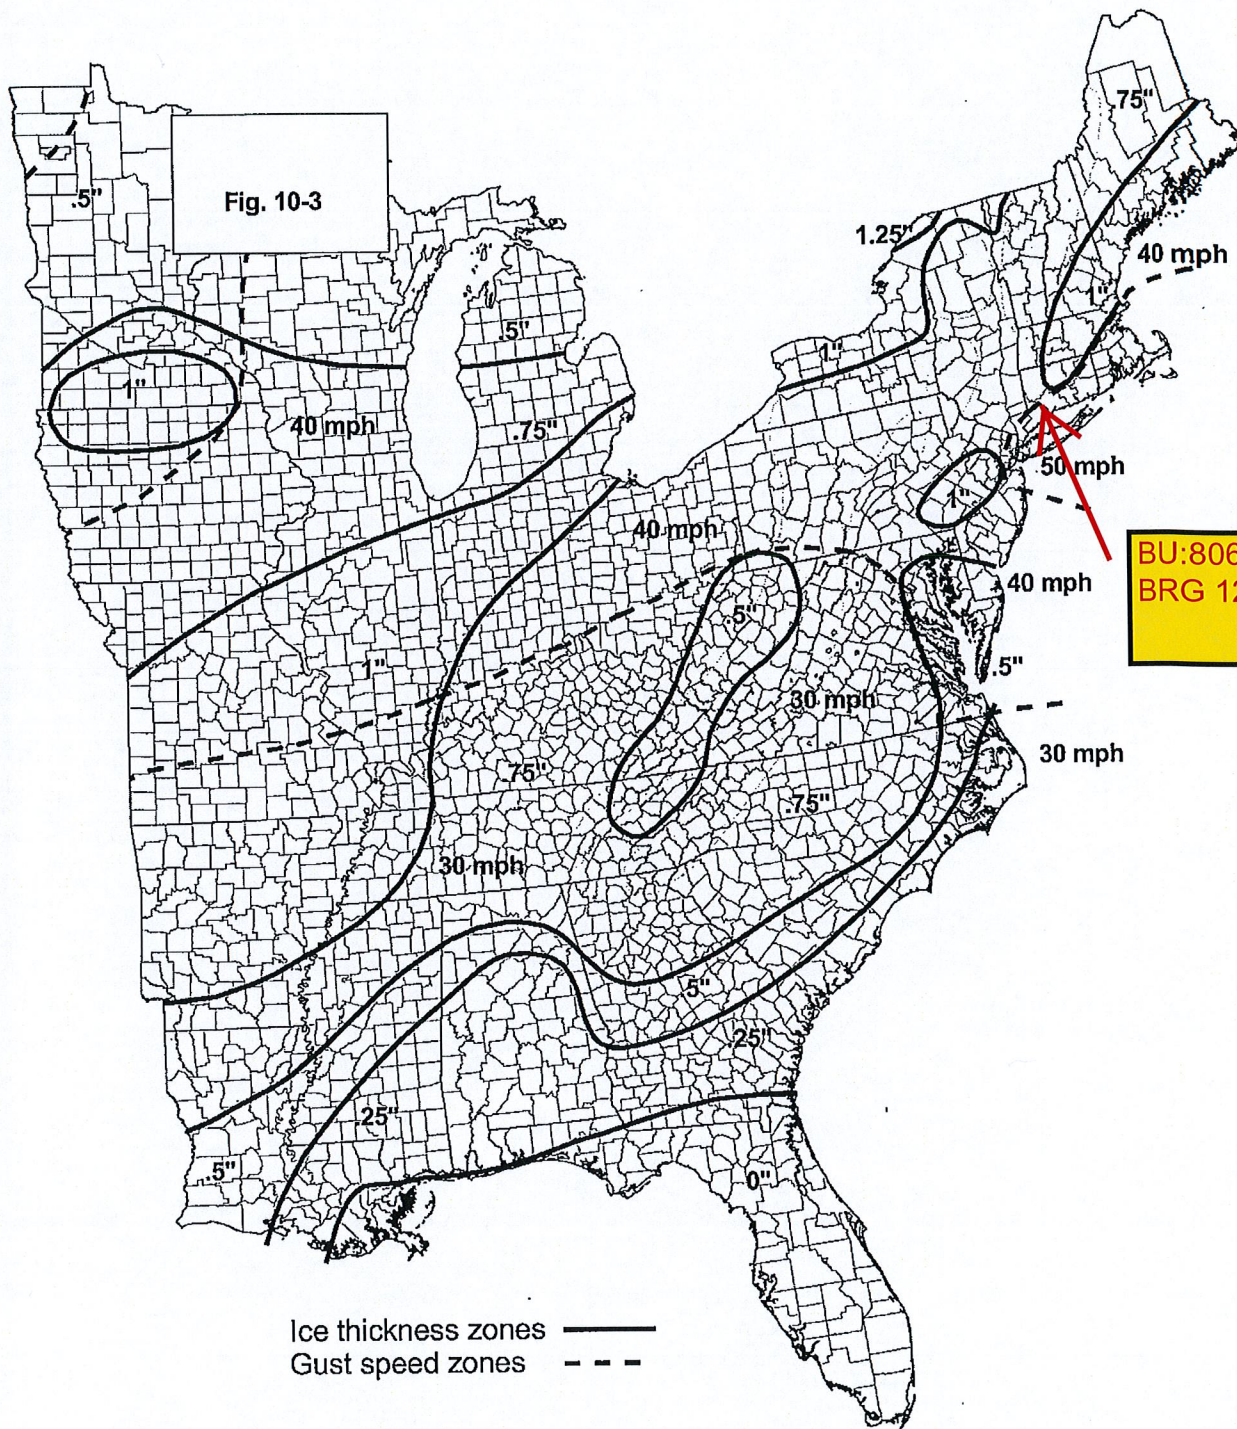 .75"
Fig. 10-3
.5"
1.25"
40 mph
1"
.5"
1"
1"
40 mph
.75"
50 mph
1"
40 mph
BU:806
BRG 12
40 mph
.5"
.5"
1"
30 mph
30 mph
.75"
.75"
30 mph
.5"
.25"
.25"
.5"
0"
Ice thickness zones
Gust speed zones